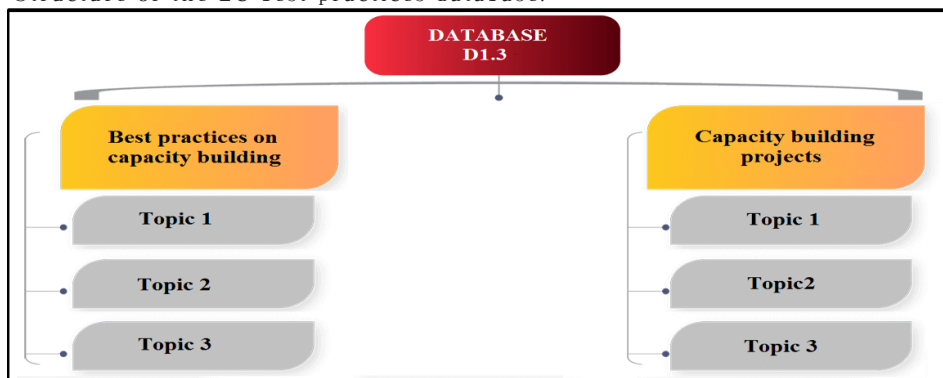 DATABASE
D1.3
Best practices on
capacity building
Capacity building
projects
Topic 1
Topic 1
Topic 2
Topic2
Topic 3
Topic 3